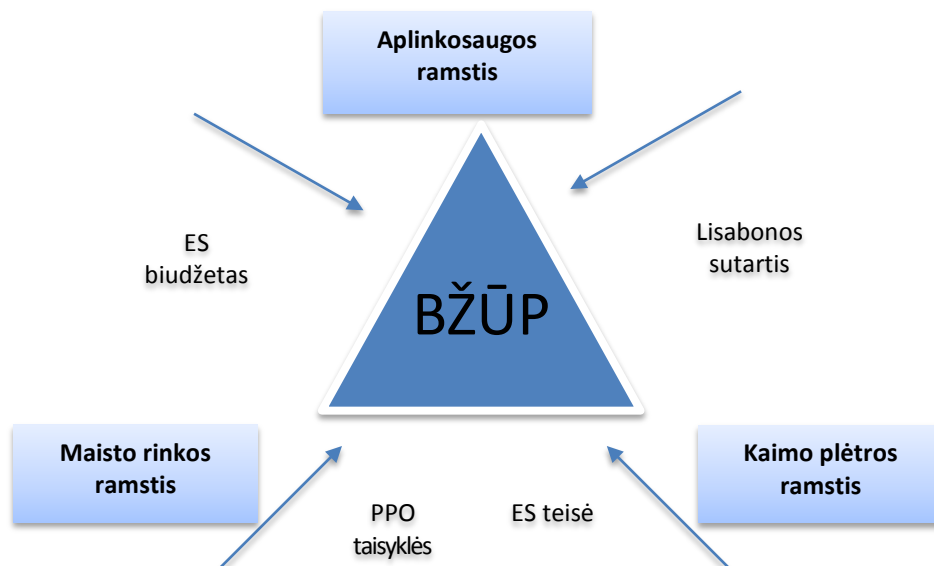 Aplinkosaugos
ramstis
ES
biudžetas
Lisabonos
sutartis
BŽŪP
Maisto rinkos
ramstis
Kaimo plėtros
ramstis
PPO
taisyklės
ES teisė